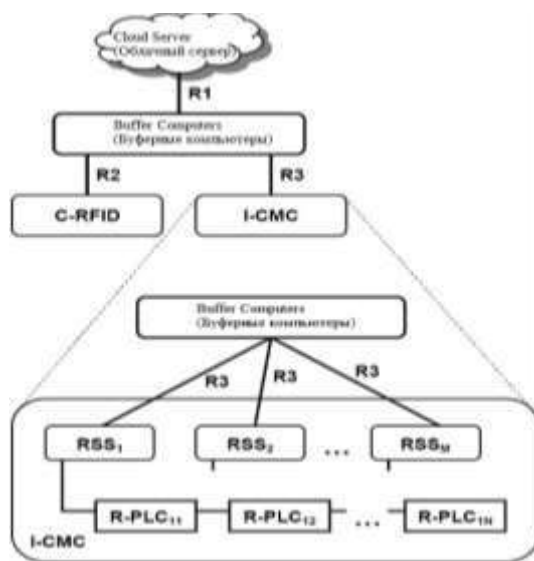 Cloud Server
(Облачный сервер)
R1
Buffer Computers
(Буферные компьютеры)
R2 R3
C-RFID I-CMC
Buffer Computers
(Буферные компьютеры)
R3 R3 R3
RSS₁ RSS₂ ... RSSM
R-PLC₁₁ R-PLC₁₂ ... R-PLC₁N
I-CMC